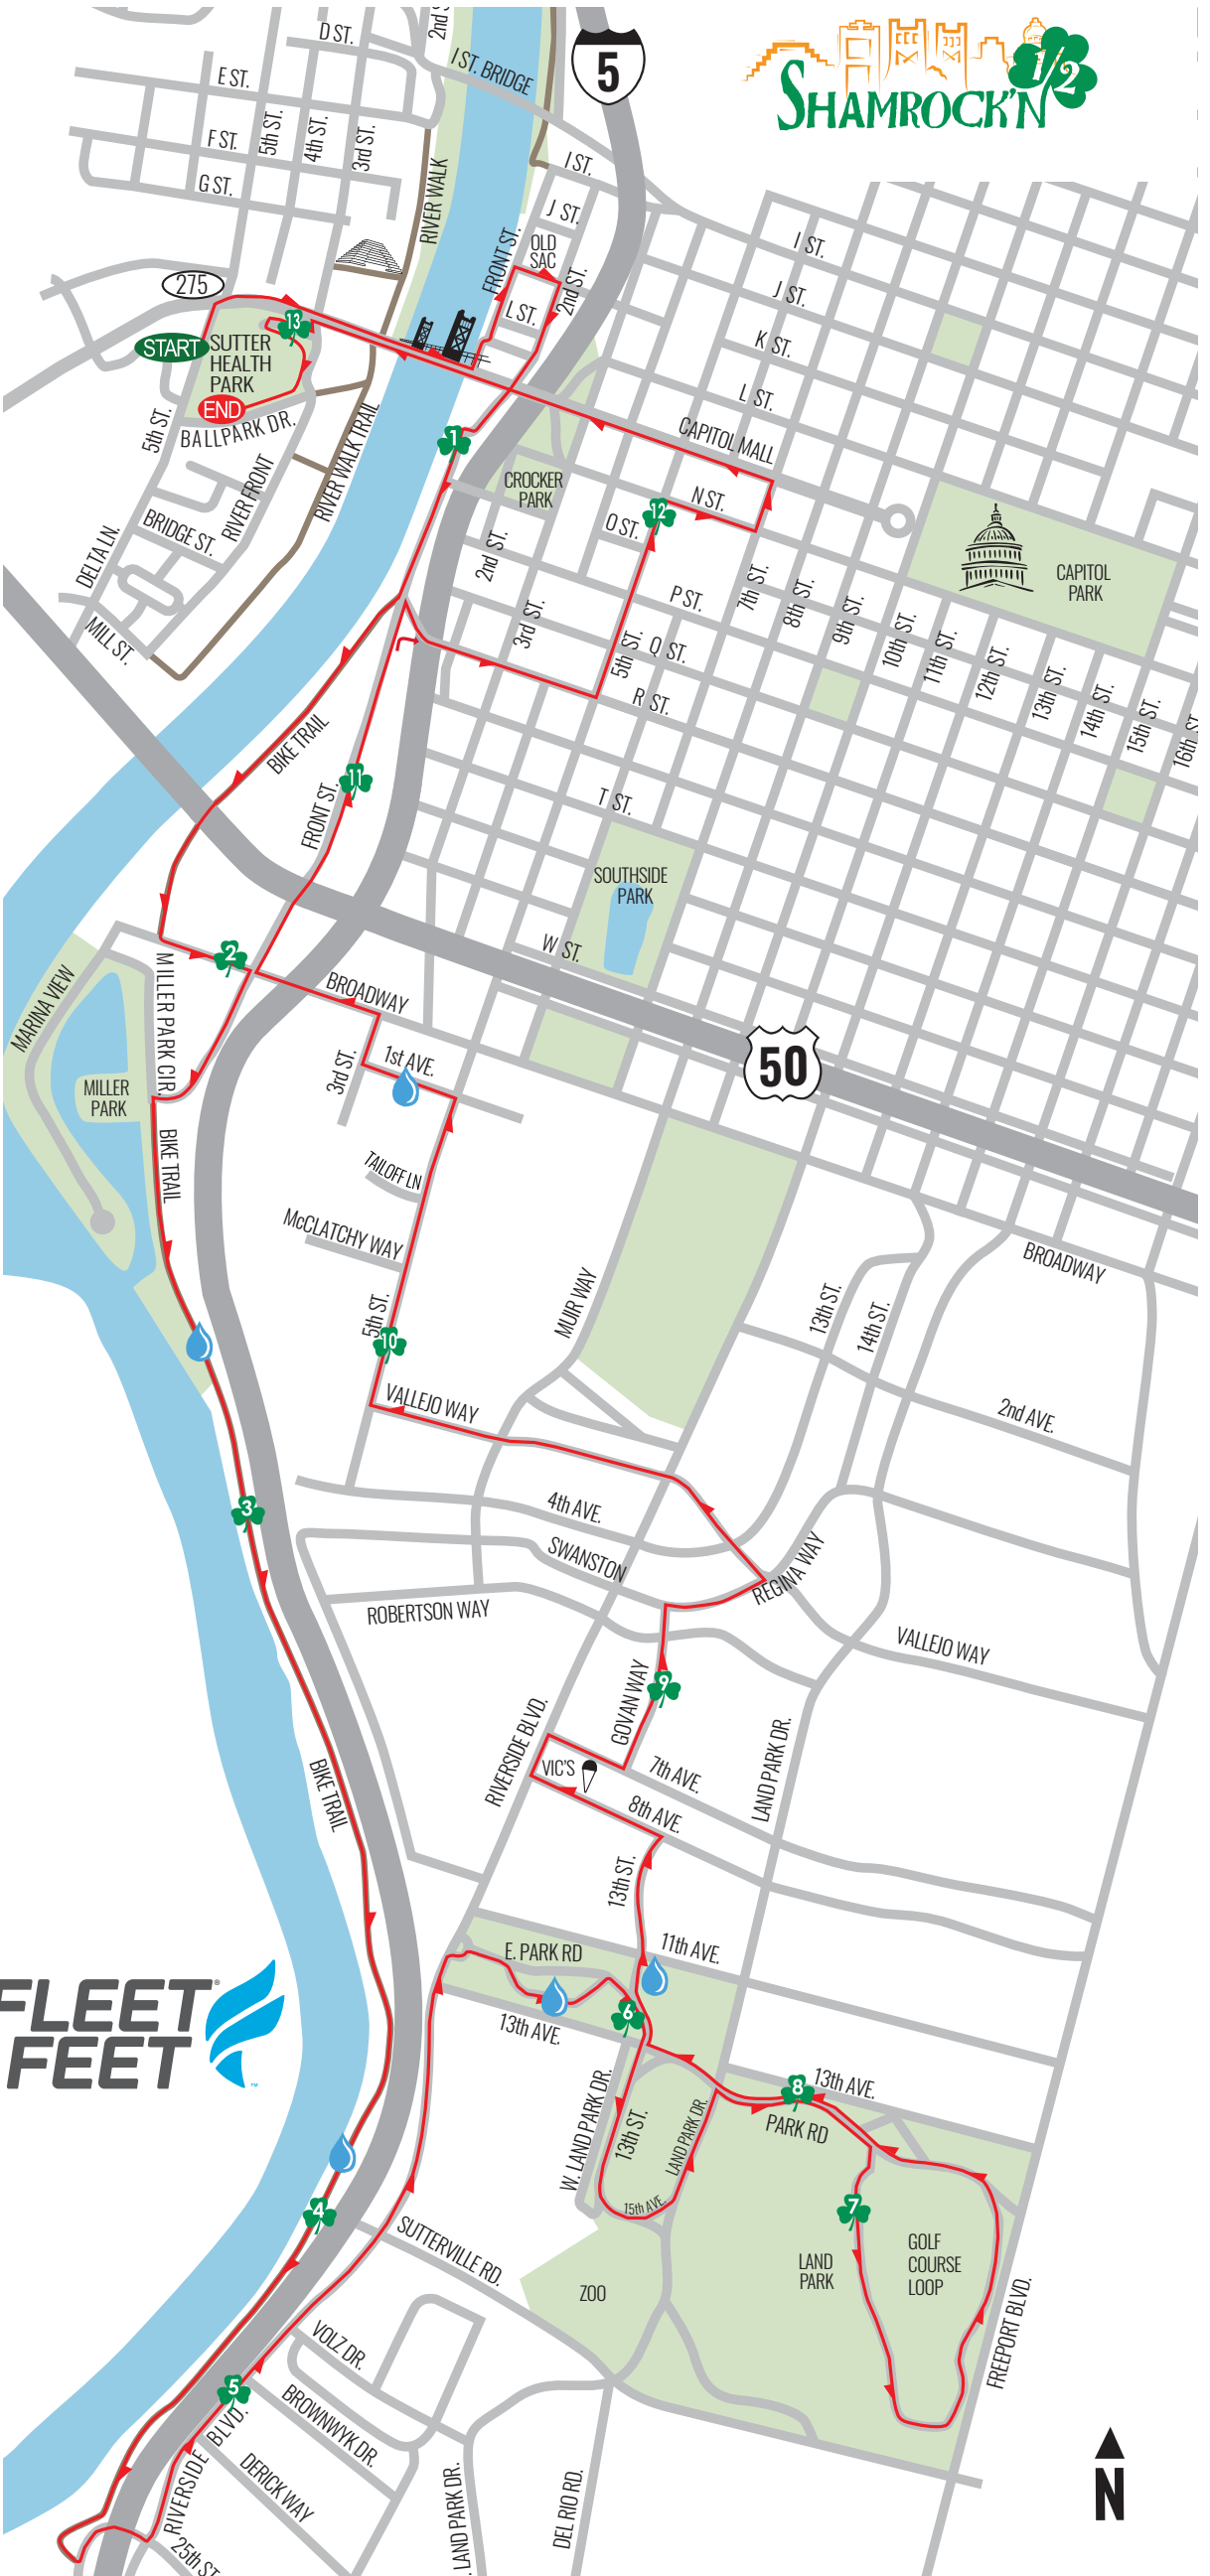 D ST.
2nd S
I ST. BRIDGE
5
SHAMROCK'N 1/2
E ST.
F ST.
G ST.
5th ST.
4th ST.
3rd ST.
RIVER WALK
I ST.
J ST.
OLD
SAC
FRONT ST.
2nd ST.
L ST.
I ST.
J ST.
K ST.
L ST.
275
START
SUTTER
HEALTH
PARK
END
13
5th ST.
BALLPARK DR.
RIVER WALK TRAIL
RIVER FRONT
BRIDGE ST.
DELTA LN.
MILL ST.
1
CAPITOL MALL
CROCKER
PARK
N ST.
12
O ST.
2nd ST.
3rd ST.
P ST.
5th ST.
Q ST.
R ST.
7th ST.
8th ST.
9th ST.
10th ST.
11th ST.
12th ST.
13th ST.
14th ST.
15th ST.
16th ST
CAPITOL
PARK
BIKE TRAIL
11
FRONT ST.
T ST.
SOUTHSIDE
PARK
W ST.
2
MARINA VIEW
MILLER PARK CIR.
MILLER
PARK
BROADWAY
3rd ST.
1st AVE.
50
BIKE TRAIL
TAILOFF LN
McCLATCHY WAY
5th ST.
10
MUIR WAY
13th ST.
14th ST.
BROADWAY
VALLEJO WAY
2nd AVE.
3
4th AVE.
SWANSTON
REGINA WAY
ROBERTSON WAY
VALLEJO WAY
GOVAN WAY
9
RIVERSIDE BLVD.
VIC'S
7th AVE.
LAND PARK DR.
8th AVE.
BIKE TRAIL
13th ST.
11th AVE.
E. PARK RD
FLEET
FEET
6
13th AVE.
13th AVE.
8
PARK RD
W. LAND PARK DR.
13th ST.
LAND PARK DR.
15th AVE.
7
4
SUTTERVILLE RD.
LAND
PARK
GOLF
COURSE
LOOP
ZOO
FREEPORT BLVD.
VOLZ DR.
5
BROWNWYK DR.
RIVERSIDE BLVD.
DERICK WAY
25th ST.
. LAND PARK DR.
DEL RIO RD.
N